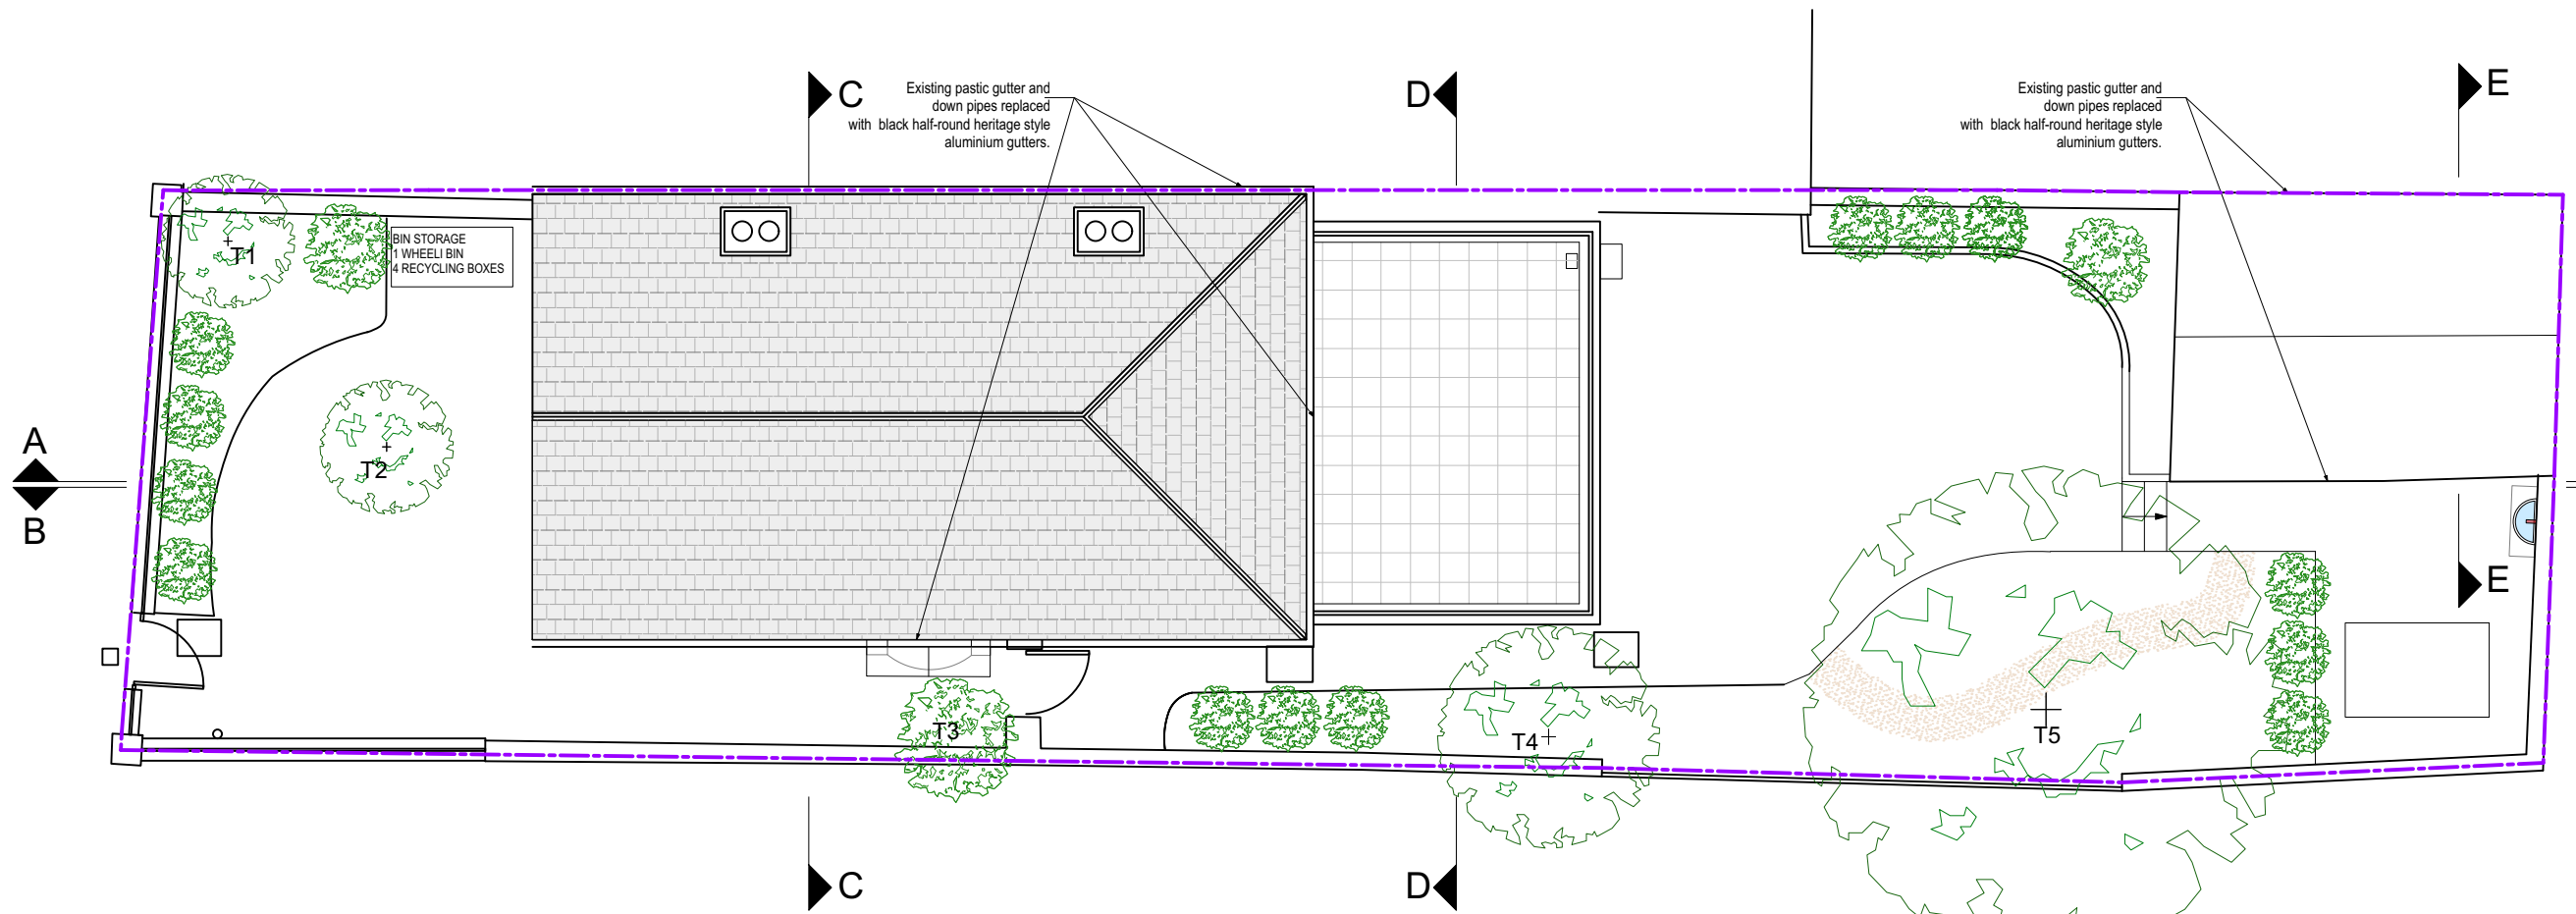 C
Existing pastic gutter and
down pipes replaced
with black half-round heritage style
aluminium gutters.
D
Existing pastic gutter and
down pipes replaced
with black half-round heritage style
aluminium gutters.
E
T1
BIN STORAGE
1 WHEELI BIN
4 RECYCLING BOXES
A
T2
B
E
T3
T4
T5
C
D